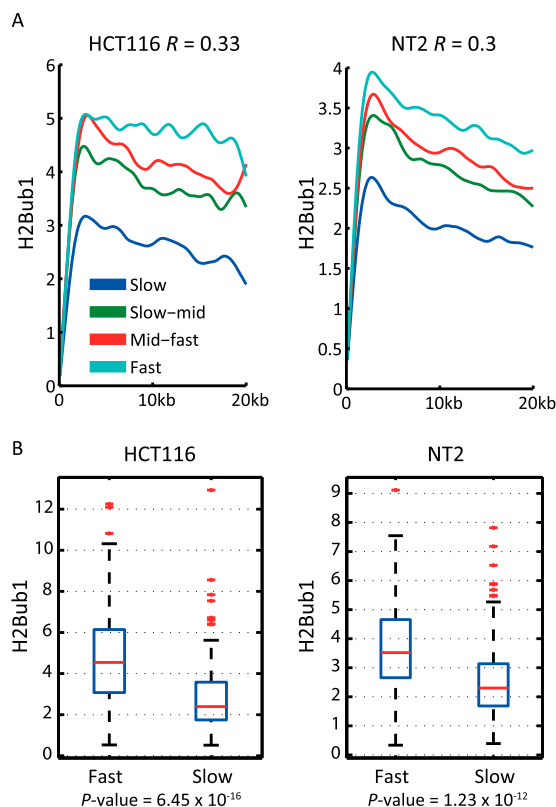 A
HCT116 R = 0.33
NT2 R = 0.3
H2Bub1
6
5
4
3
2
1
0
0
10kb
20kb
Slow
Slow−mid
Mid−fast
Fast
H2Bub1
4
3.5
3
2.5
2
1.5
1
0.5
0
0
10kb
20kb
B
HCT116
NT2
H2Bub1
12
10
8
6
4
2
0
Fast
Slow
P-value = 6.45 x 10⁻¹⁶
H2Bub1
9
8
7
6
5
4
3
2
1
0
Fast
Slow
P-value = 1.23 x 10⁻¹²